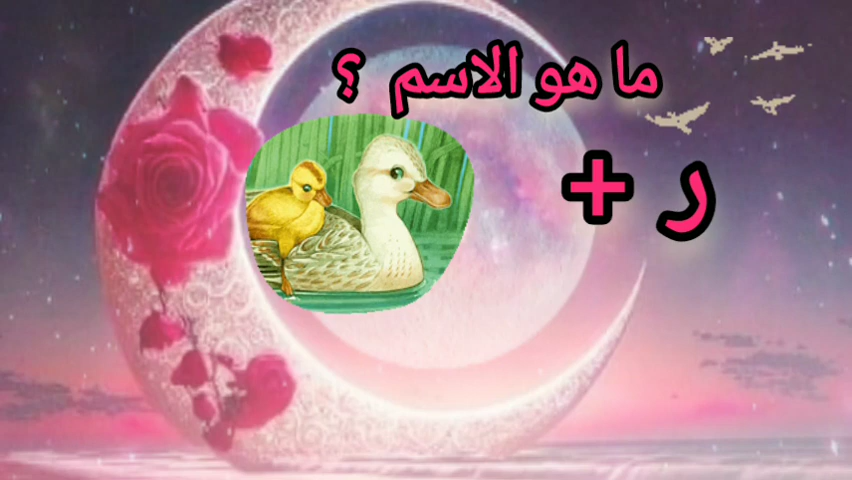 ما هو الاسم ؟
ر +